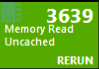 3639
Memory Read
Uncached
RERUN